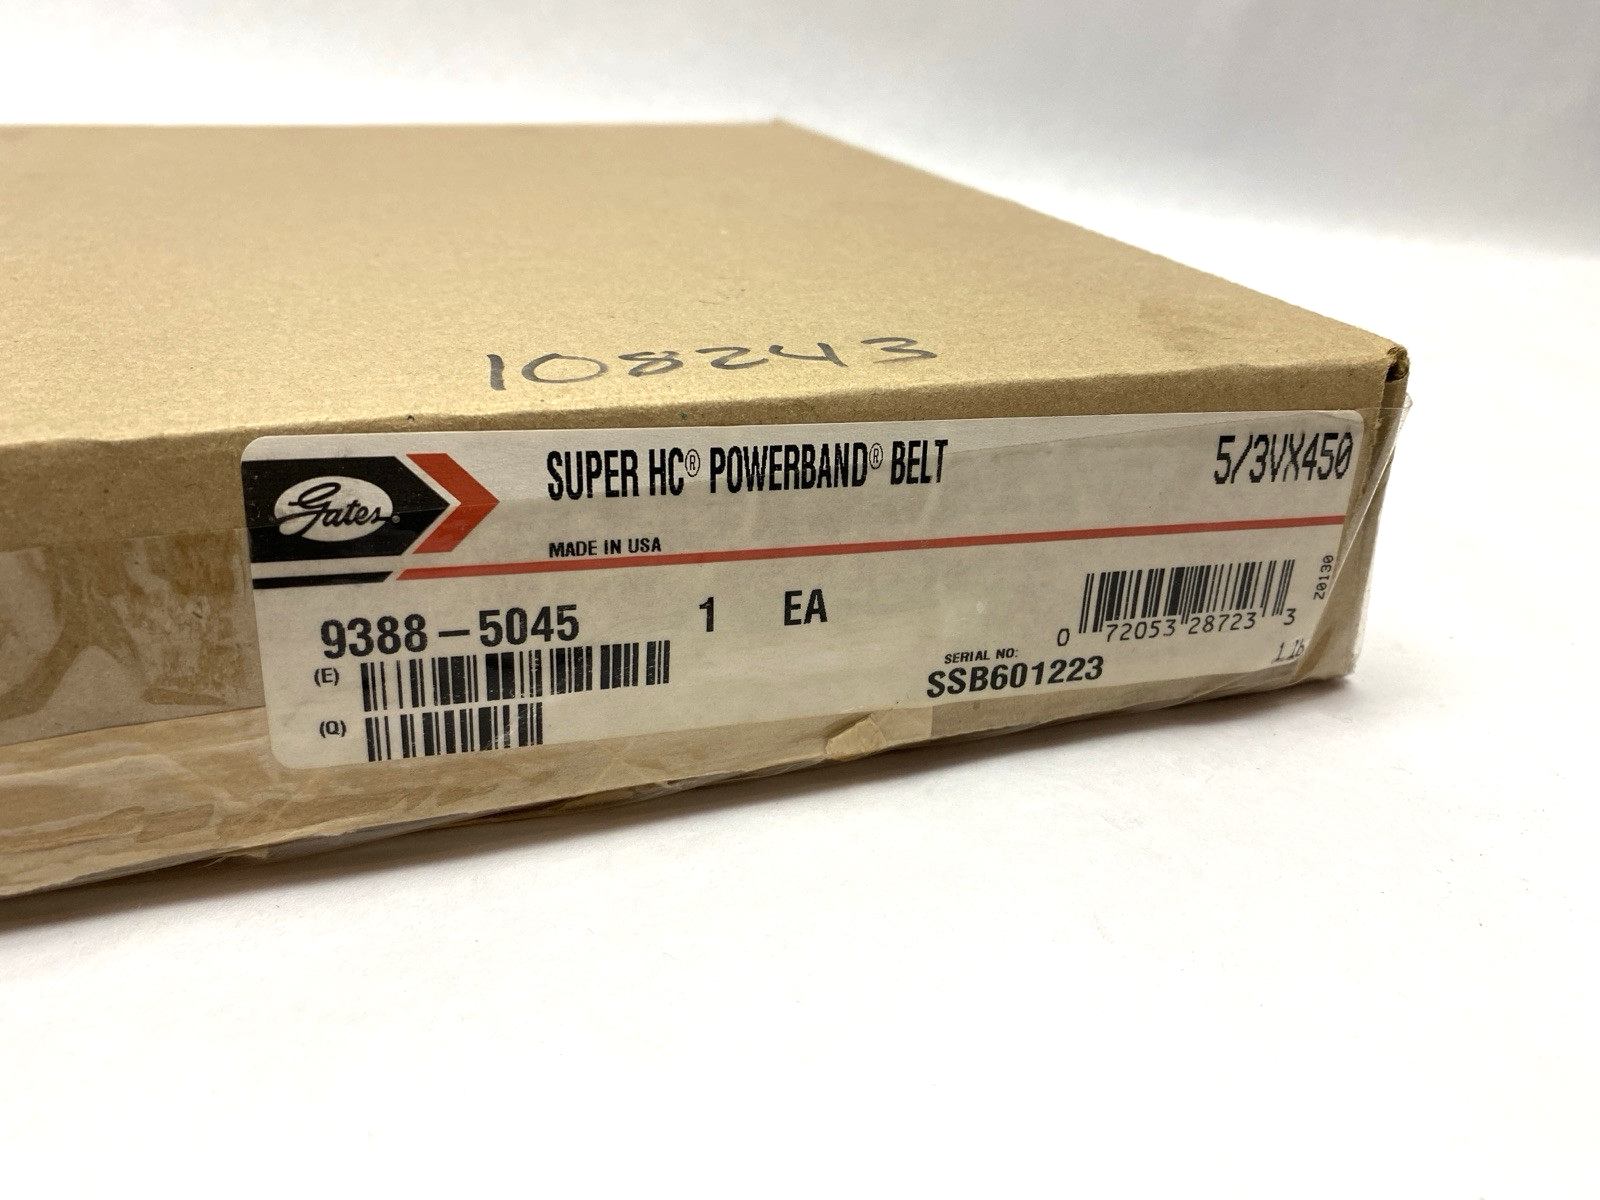 108243
Gates®
SUPER HC® POWERBAND® BELT
5/3VX450
MADE IN USA
9388-5045 1 EA
(E)
(Q)
0 72053 28723 3
Z0130
SERIAL NO:
SSB601223